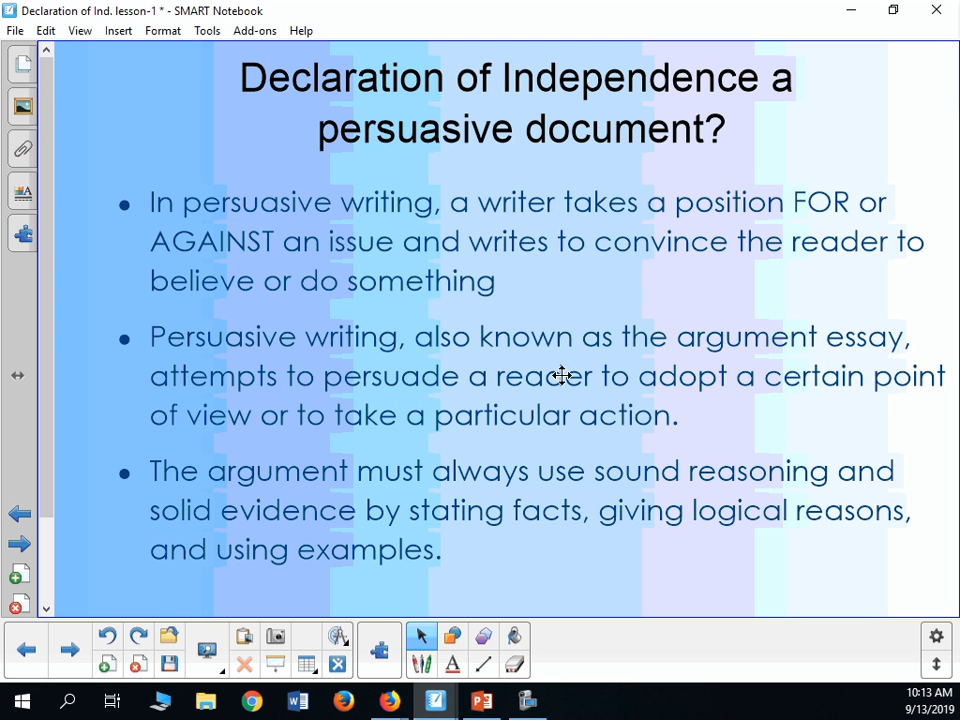 Declaration of Ind. lesson-1 * - SMART Notebook
File Edit View Insert Format Tools Add-ons Help
Declaration of Independence a
persuasive document?
• In persuasive writing, a writer takes a position FOR or
AGAINST an issue and writes to convince the reader to
believe or do something
• Persuasive writing, also known as the argument essay,
attempts to persuade a reader to adopt a certain point
of view or to take a particular action.
• The argument must always use sound reasoning and
solid evidence by stating facts, giving logical reasons,
and using examples.
10:13 AM
9/13/2019